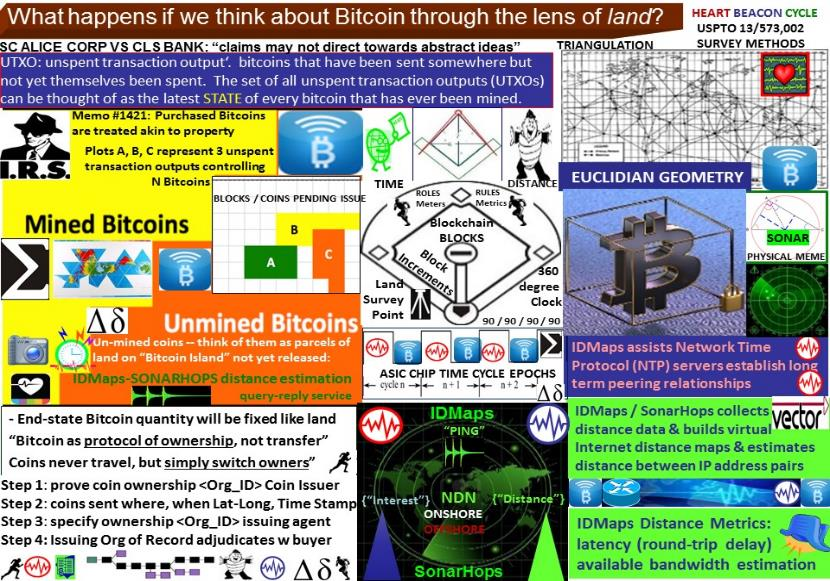 What happens if we think about Bitcoin through the lens of land?
HEART BEACON CYCLE
USPTO 13/573,002
SURVEY METHODS
SC ALICE CORP VS CLS BANK: “claims may not direct towards abstract ideas”
TRIANGULATION
UTXO: unspent transaction output‘.  bitcoins that have been sent somewhere but
not yet themselves been spent.  The set of all unspent transaction outputs (UTXOs)
can be thought of as the latest STATE of every bitcoin that has ever been mined.
I.R.S.
Memo #1421: Purchased Bitcoins
are treated akin to property
Plots A, B, C represent 3 unspent
transaction outputs controlling
N Bitcoins
BLOCKS / COINS PENDING ISSUE
A
B
C
Mined Bitcoins
Δδ
Unmined Bitcoins
Un-mined coins -- think of them as parcels of
land on “Bitcoin Island” not yet released:
IDMaps-SONARHOPS distance estimation
query-reply service
TIME
DISTANCE
ROLES
Meters
RULES
Metrics
Blockchain
BLOCKS
Block
Increments
Land
Survey
Point
360
degree
Clock
90 / 90 / 90 / 90
ASIC CHIP TIME CYCLE EPOCHS
cycle n
n + 1
n + 2
Δδ
EUCLIDIAN GEOMETRY
SONAR
PHYSICAL MEME
IDMaps assists Network Time
Protocol (NTP) servers establish long
term peering relationships
- End-state Bitcoin quantity will be fixed like land
“Bitcoin as protocol of ownership, not transfer”
Coins never travel, but simply switch owners”
Step 1: prove coin ownership <Org_ID> Coin Issuer
Step 2: coins sent where, when Lat-Long, Time Stamp
Step 3: specify ownership <Org_ID> issuing agent
Step 4: Issuing Org of Record adjudicates w buyer
Δδ
IDMaps
“PING”
{“Interest”}
NDN
{“Distance”}
ONSHORE
OFFSHORE
SonarHops
IDMaps / SonarHops collects
distance data & builds virtual
Internet distance maps & estimates
distance between IP address pairs
vector
IDMaps Distance Metrics:
latency (round-trip delay)
available bandwidth estimation